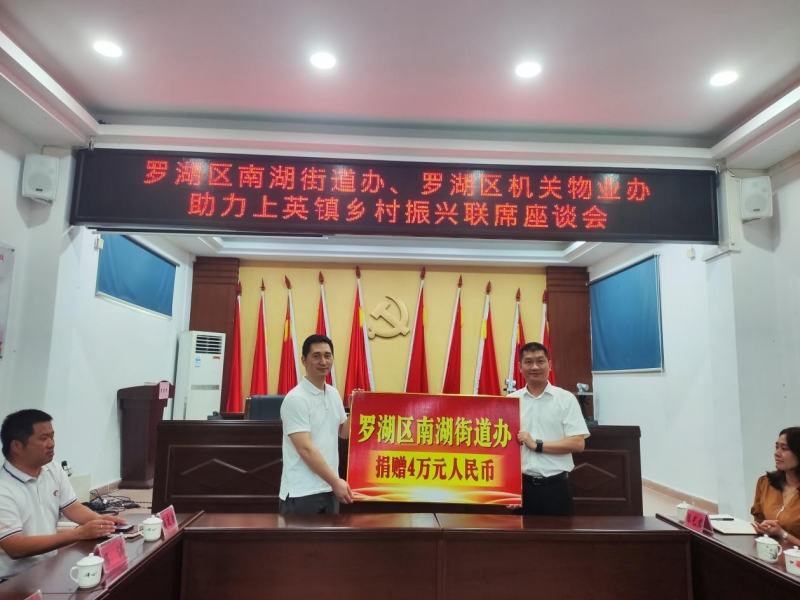 罗湖区南湖街道办、罗湖区机关物业办
助力上英镇乡村振兴联席座谈会
罗湖区南湖街道办
捐赠4万元人民币